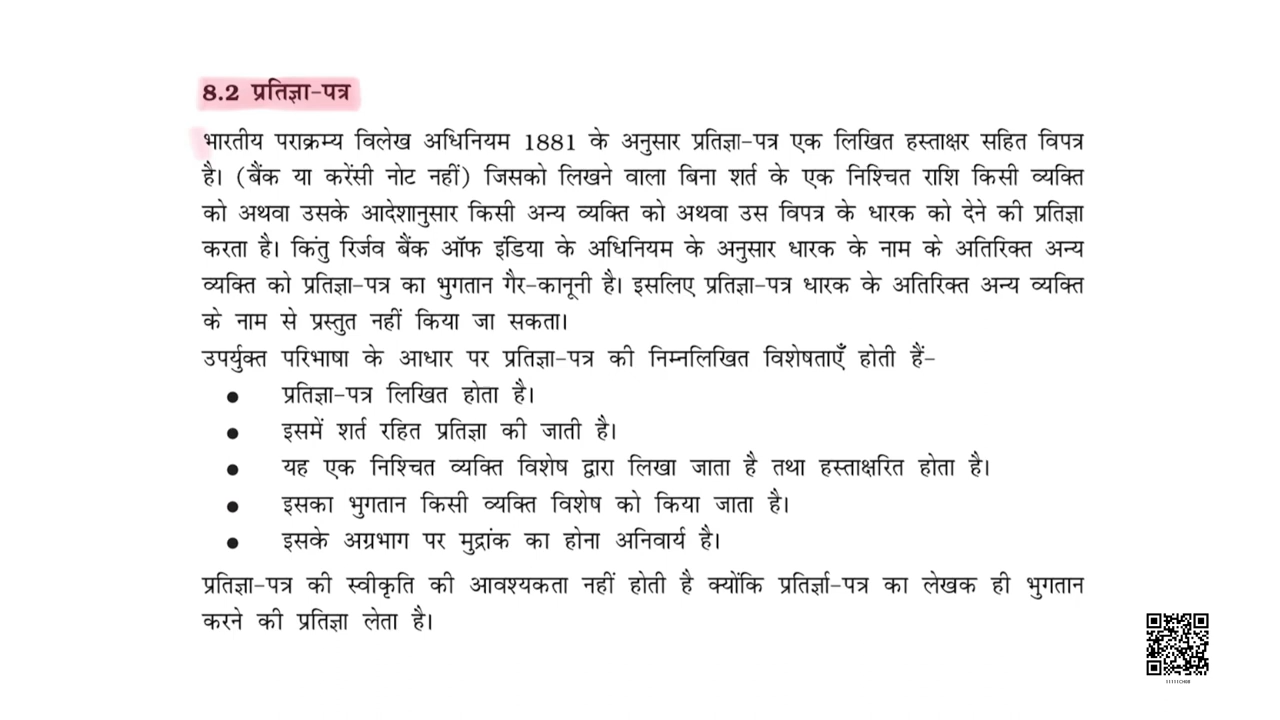 8.2 प्रतिज्ञा-पत्र
भारतीय पराक्रम्य विलेख अधिनियम 1881 के अनुसार प्रतिज्ञा-पत्र एक लिखित हस्ताक्षर सहित विपत्र
है। (बैंक या करेंसी नोट नहीं) जिसको लिखने वाला बिना शर्त के एक निश्चित राशि किसी व्यक्ति
को अथवा उसके आदेशानुसार किसी अन्य व्यक्ति को अथवा उस विपत्र के धारक को देने की प्रतिज्ञा
करता है। किंतु रिर्जव बैंक ऑफ इंडिया के अधिनियम के अनुसार धारक के नाम के अतिरिक्त अन्य
व्यक्ति को प्रतिज्ञा-पत्र का भुगतान गैर-कानूनी है। इसलिए प्रतिज्ञा-पत्र धारक के अतिरिक्त अन्य व्यक्ति
के नाम से प्रस्तुत नहीं किया जा सकता।
उपर्युक्त परिभाषा के आधार पर प्रतिज्ञा-पत्र की निम्नलिखित विशेषताएँ होती हैं-
● प्रतिज्ञा-पत्र लिखित होता है।
● इसमें शर्त रहित प्रतिज्ञा की जाती है।
● यह एक निश्चित व्यक्ति विशेष द्वारा लिखा जाता है तथा हस्ताक्षरित होता है।
● इसका भुगतान किसी व्यक्ति विशेष को किया जाता है।
● इसके अग्रभाग पर मुद्रांक का होना अनिवार्य है।
प्रतिज्ञा-पत्र की स्वीकृति की आवश्यकता नहीं होती है क्योंकि प्रतिर्ज्ञा-पत्र का लेखक ही भुगतान
करने की प्रतिज्ञा लेता है।